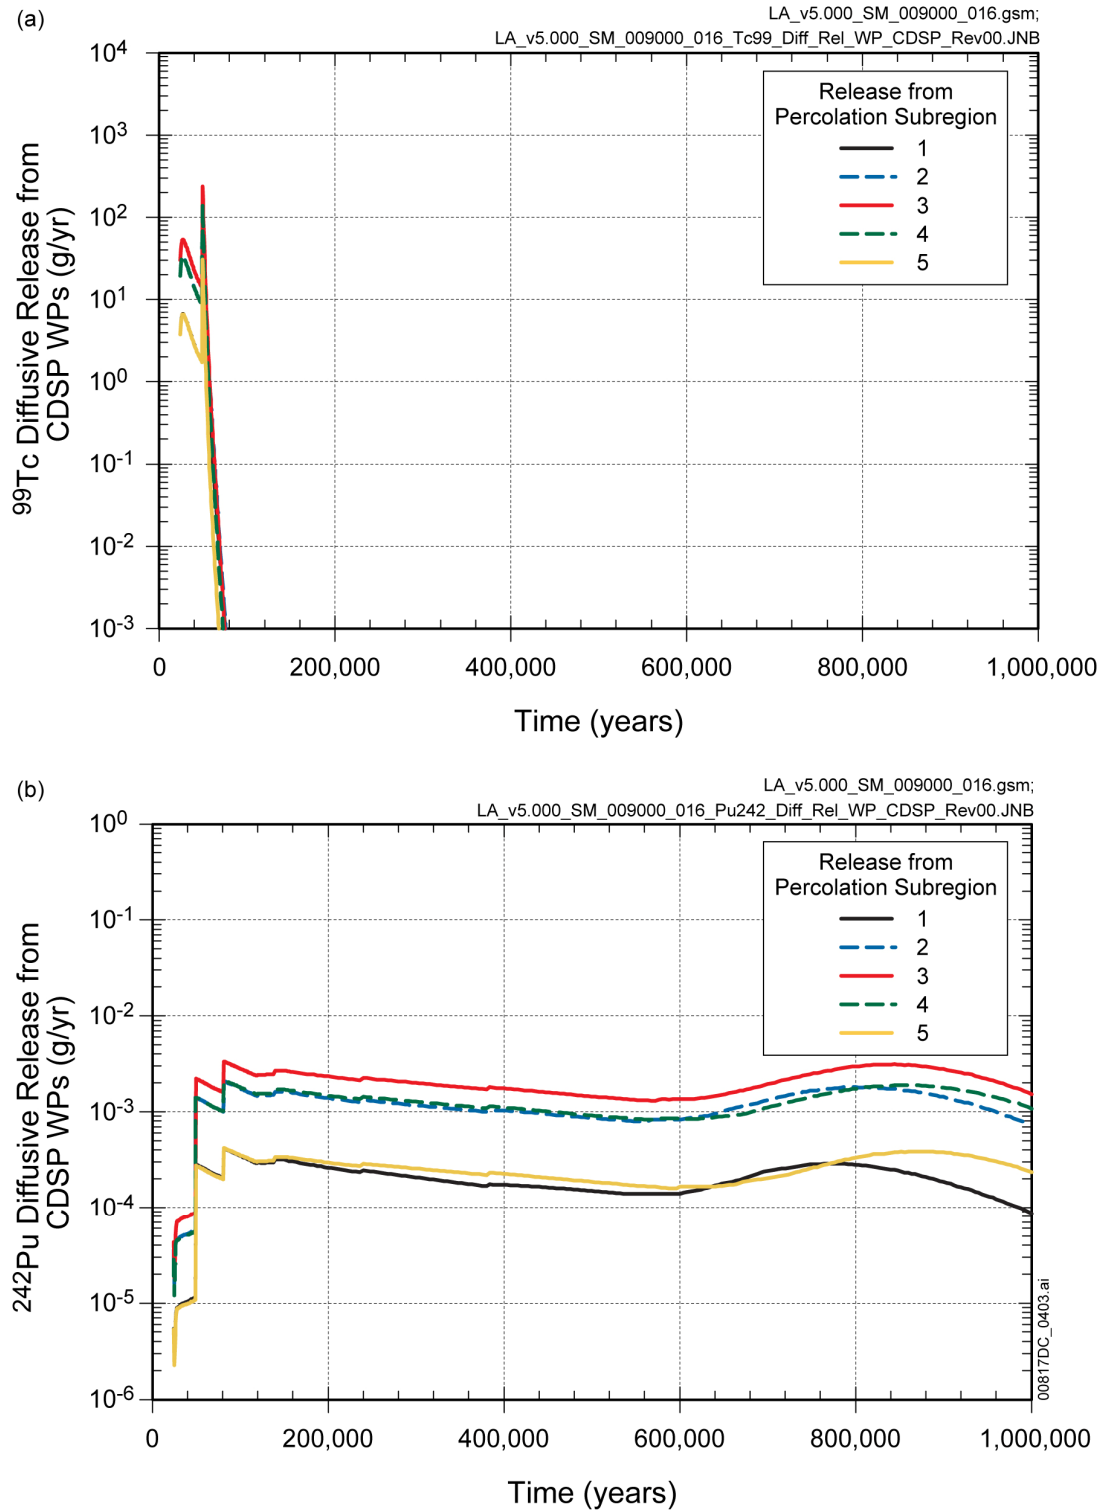 (a)
LA_v5.000_SM_009000_016.gsm;
LA_v5.000_SM_009000_016_Tc99_Diff_Rel_WP_CDSP_Rev00.JNB
99Tc Diffusive Release from
CDSP WPs (g/yr)
10^4
10^3
10^2
10^1
10^0
10^-1
10^-2
10^-3
Release from
Percolation Subregion
1
2
3
4
5
0 200,000 400,000 600,000 800,000 1,000,000
Time (years)
(b)
LA_v5.000_SM_009000_016.gsm;
LA_v5.000_SM_009000_016_Pu242_Diff_Rel_WP_CDSP_Rev00.JNB
242Pu Diffusive Release from
CDSP WPs (g/yr)
10^0
10^-1
10^-2
10^-3
10^-4
10^-5
10^-6
Release from
Percolation Subregion
1
2
3
4
5
00817DC_0403.ai
0 200,000 400,000 600,000 800,000 1,000,000
Time (years)